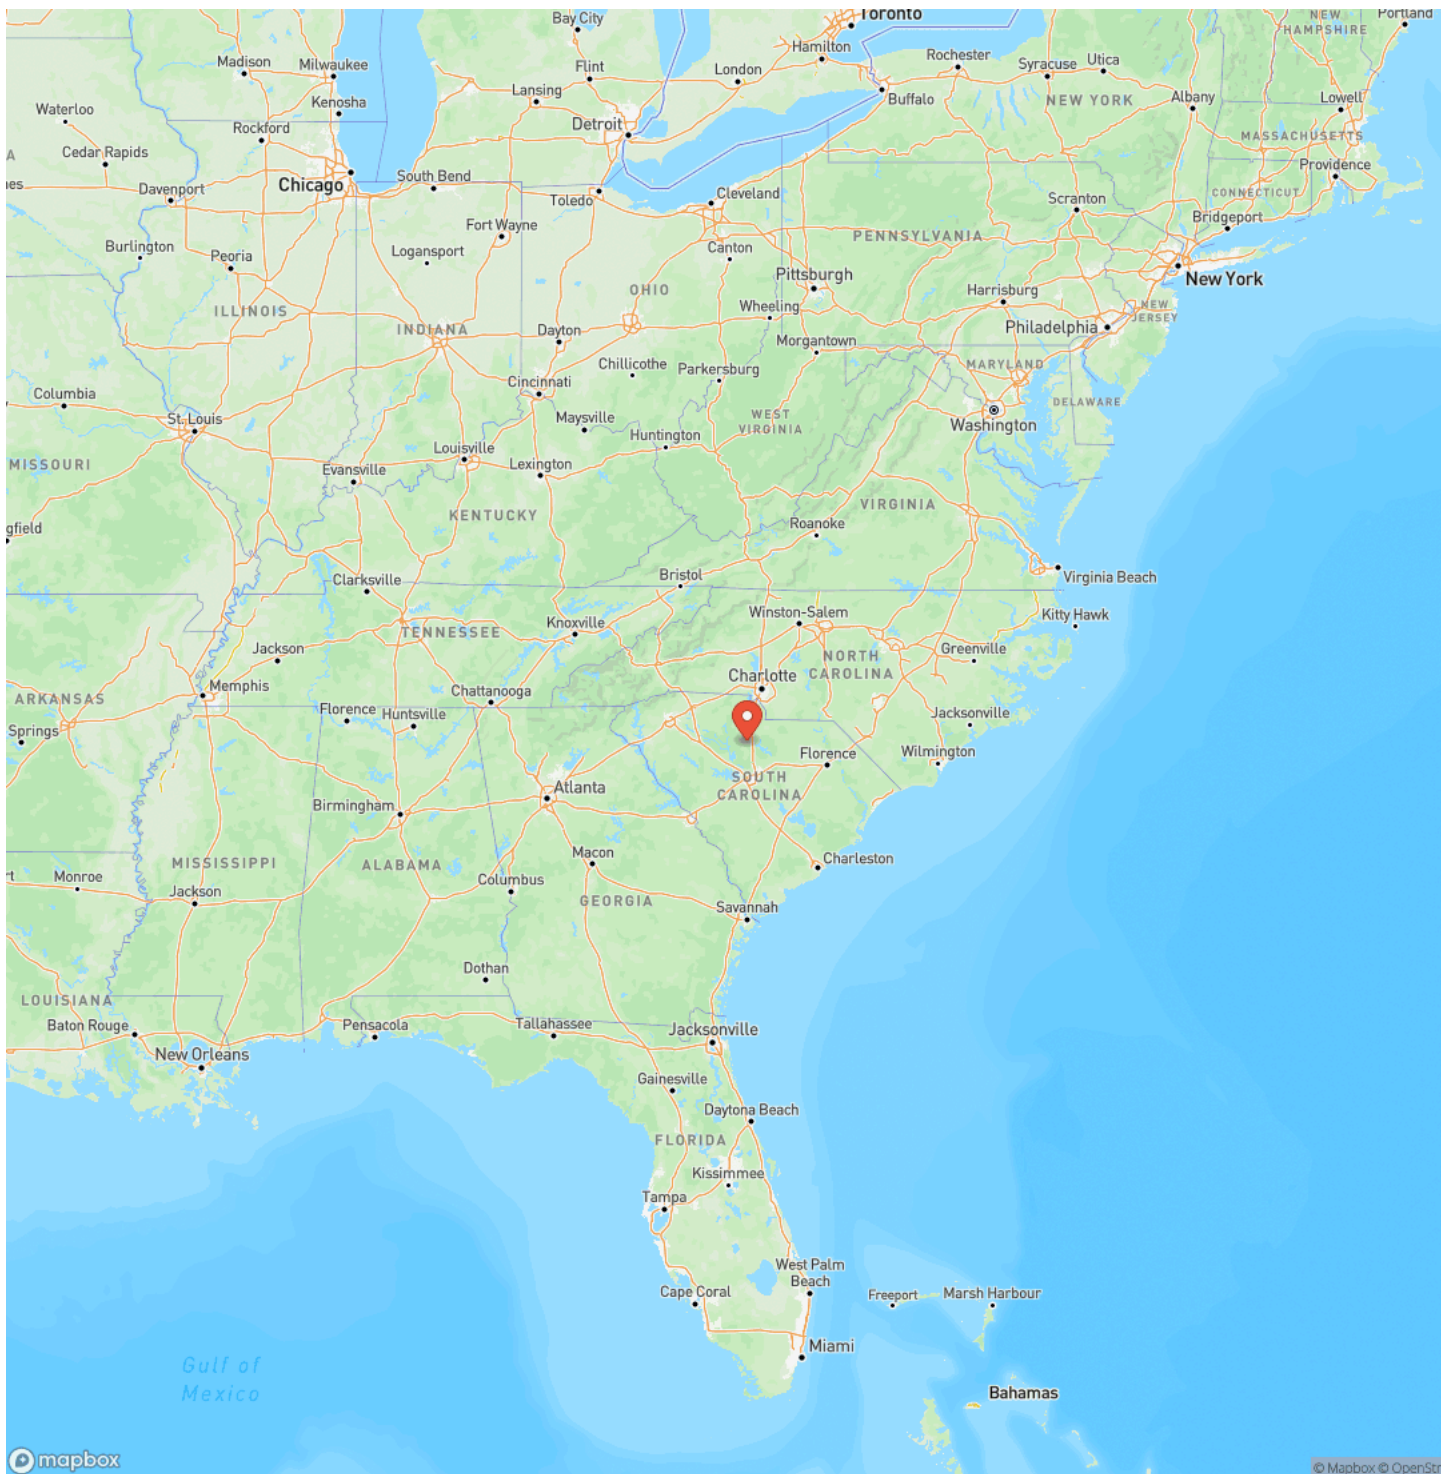 Bay City
Toronto
Portland
NEW
HAMPSHIRE
Madison
Milwaukee
Flint
Hamilton
Rochester
Syracuse
Utica
London
Lansing
Kenosha
Buffalo
NEW YORK
Albany
Lowell
Waterloo
Rockford
Detroit
MASSACHUSETTS
Cedar Rapids
Providence
A
nes
Davenport
Chicago
South Bend
Toledo
Cleveland
Scranton
CONNECTICUT
Bridgeport
Fort Wayne
Burlington
Peoria
Logansport
Canton
PENNSYLVANIA
Pittsburgh
New York
OHIO
Harrisburg
ILLINOIS
Wheeling
NEW
JERSEY
INDIANA
Dayton
Morgantown
Philadelphia
Chillicothe
Parkersburg
MARYLAND
Cincinnati
Columbia
DELAWARE
St. Louis
Maysville
WEST
VIRGINIA
Washington
Huntington
MISSOURI
Louisville
Lexington
Evansville
VIRGINIA
KENTUCKY
Roanoke
gfield
Clarksville
Bristol
Virginia Beach
Winston-Salem
Kitty Hawk
TENNESSEE
Knoxville
Jackson
NORTH
CAROLINA
Greenville
Charlotte
Memphis
ARKANSAS
Chattanooga
Florence
Huntsville
Jacksonville
Springs
Florence
Wilmington
SOUTH
CAROLINA
Atlanta
Birmingham
MISSISSIPPI
ALABAMA
Macon
Charleston
rt
Monroe
Jackson
Columbus
GEORGIA
Savannah
Dothan
LOUISIANA
Baton Rouge
Pensacola
Tallahassee
Jacksonville
New Orleans
Gainesville
Daytona Beach
FLORIDA
Kissimmee
Tampa
West Palm
Beach
Cape Coral
Freeport
Marsh Harbour
Miami
Gulf of
Mexico
Bahamas
mapbox
© Mapbox © OpenStr